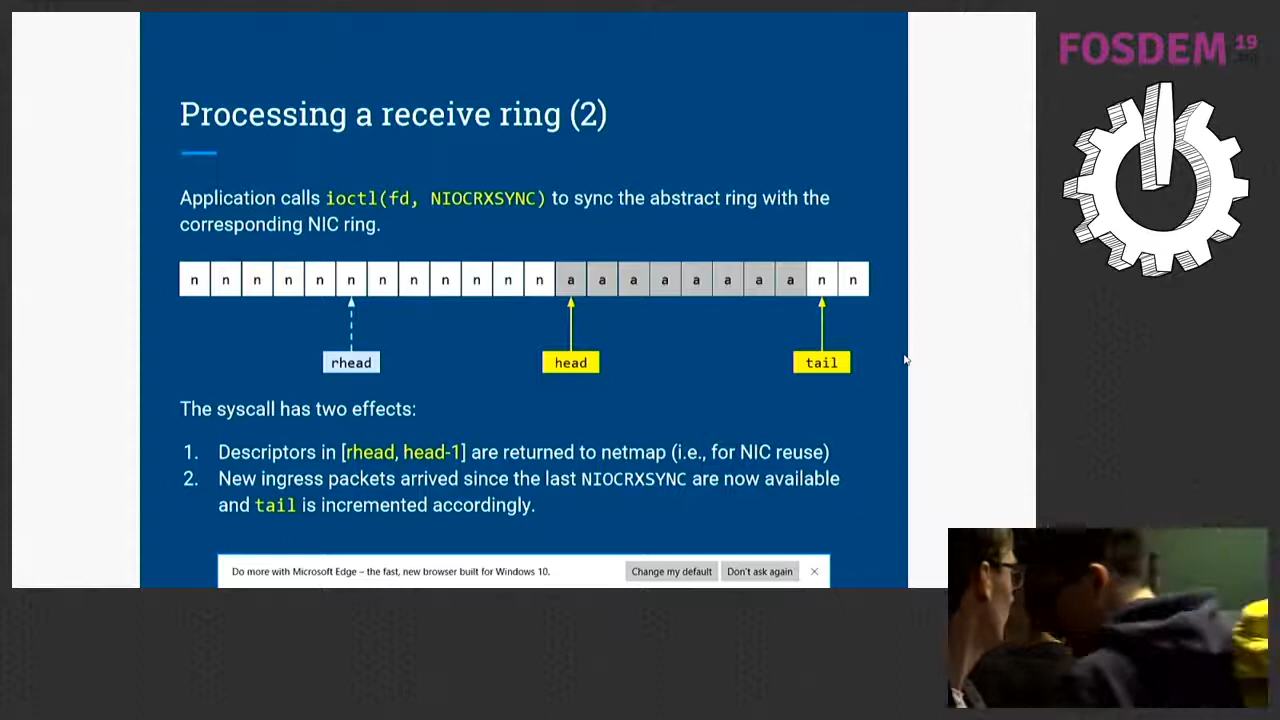 FOSDEM 19
Processing a receive ring (2)
Application calls ioctl(fd, NIOCRXSYNC) to sync the abstract ring with the
corresponding NIC ring.
n n n n n n n n n n n n a a a a a a a a n n
rhead head tail
The syscall has two effects:
1. Descriptors in [rhead, head-1] are returned to netmap (i.e., for NIC reuse)
2. New ingress packets arrived since the last NIOCRXSYNC are now available
and tail is incremented accordingly.
Do more with Microsoft Edge – the fast, new browser built for Windows 10. Change my default Don't ask again